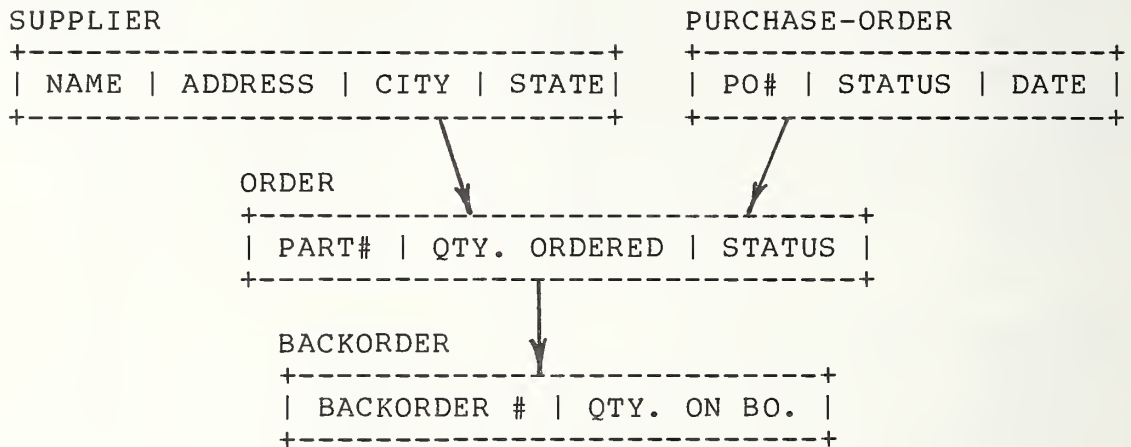 SUPPLIER PURCHASE-ORDER
| NAME | ADDRESS | CITY | STATE| | PO# | STATUS | DATE |
ORDER
| PART# | QTY. ORDERED | STATUS |
BACKORDER
| BACKORDER # | QTY. ON BO. |